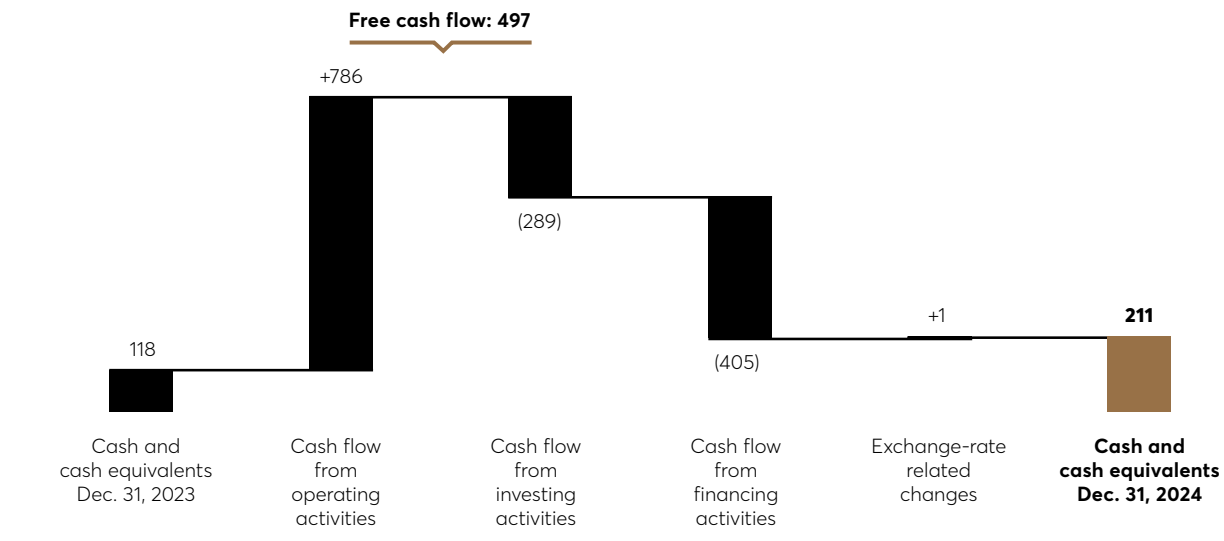 Free cash flow: 497
+786
(289)
118
(405)
+1
211
Cash and
cash equivalents
Dec. 31, 2023
Cash flow
from
operating
activities
Cash flow
from
investing
activities
Cash flow
from
financing
activities
Exchange-rate
related
changes
Cash and
cash equivalents
Dec. 31, 2024